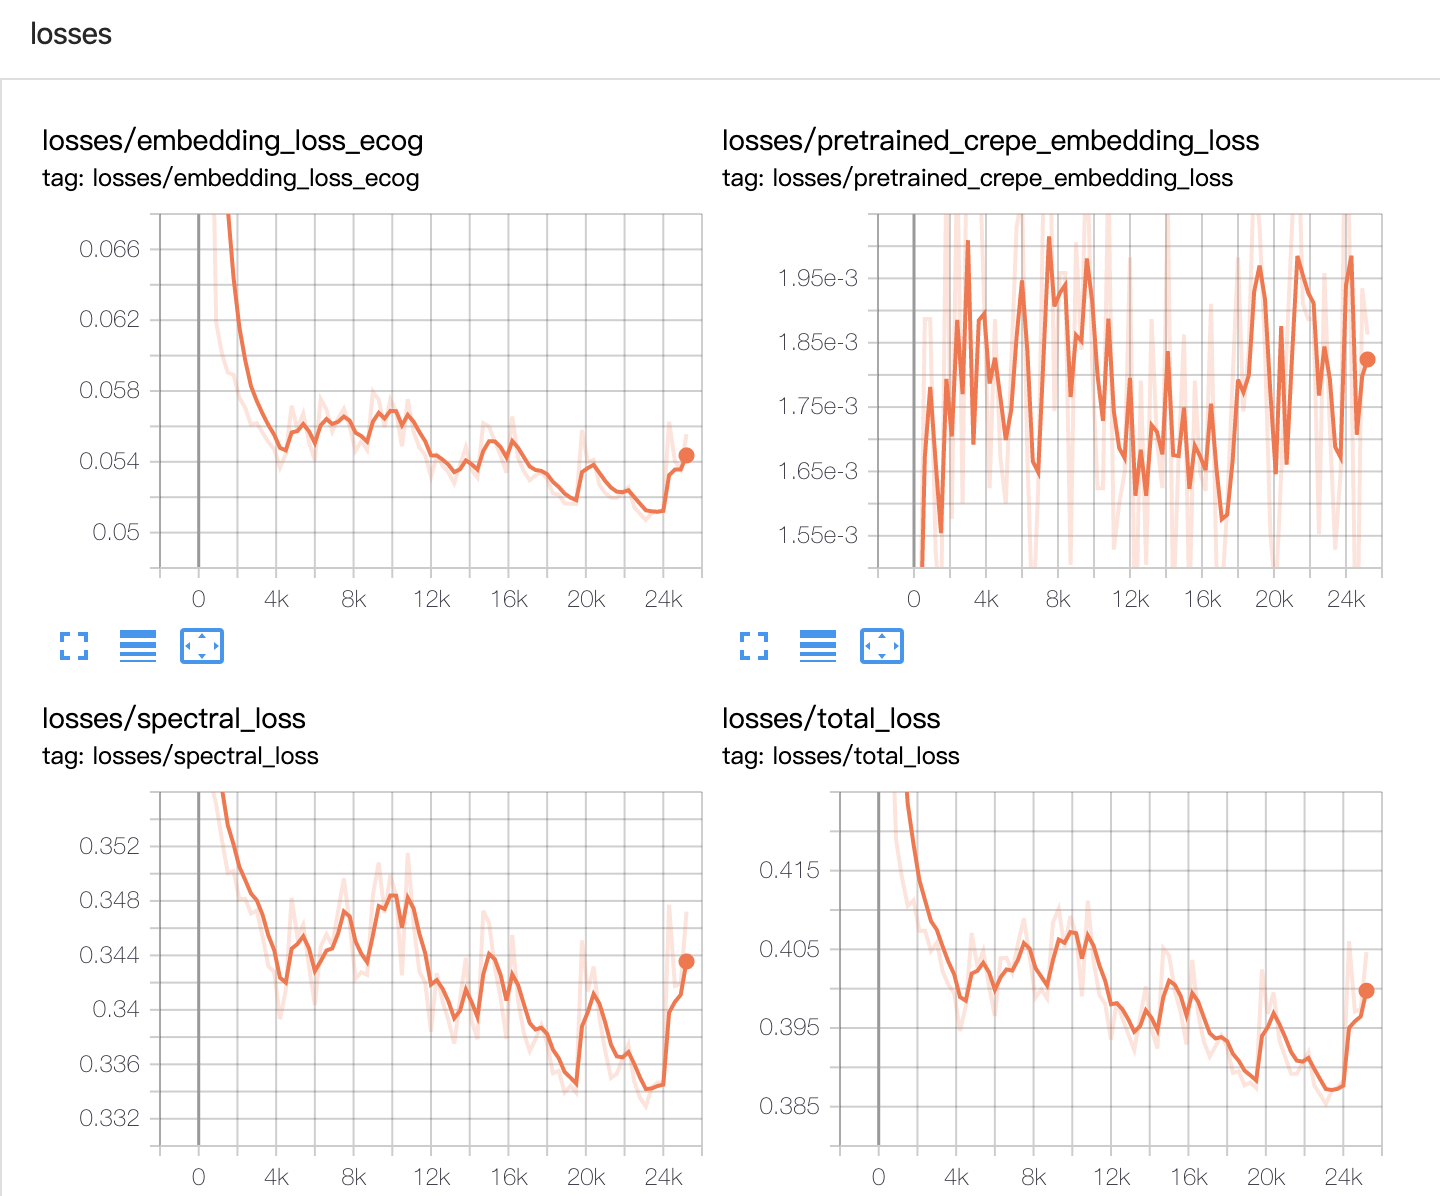 losses
losses/embedding_loss_ecog
tag: losses/embedding_loss_ecog
0.066
0.062
0.058
0.054
0.05
0 4k 8k 12k 16k 20k 24k
losses/pretrained_crepe_embedding_loss
tag: losses/pretrained_crepe_embedding_loss
1.95e-3
1.85e-3
1.75e-3
1.65e-3
1.55e-3
0 4k 8k 12k 16k 20k 24k
losses/spectral_loss
tag: losses/spectral_loss
0.352
0.348
0.344
0.34
0.336
0.332
0 4k 8k 12k 16k 20k 24k
losses/total_loss
tag: losses/total_loss
0.415
0.405
0.395
0.385
0 4k 8k 12k 16k 20k 24k